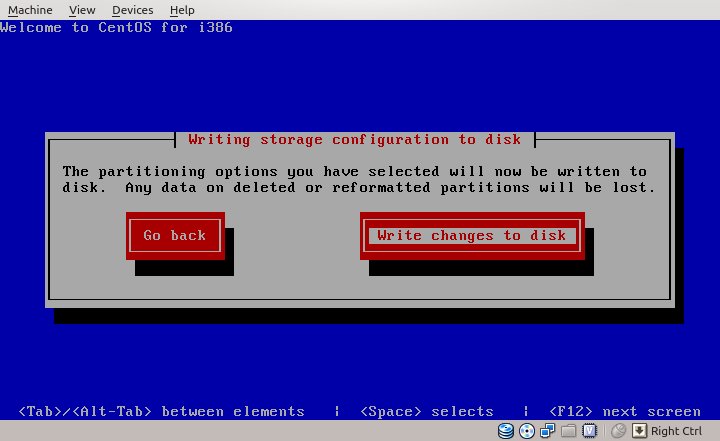 Machine View Devices Help
Welcome to CentOS for i386
Writing storage configuration to disk
The partitioning options you have selected will now be written to
disk.  Any data on deleted or reformatted partitions will be lost.
Go back Write changes to disk
<Tab>/<Alt-Tab> between elements | <Space> selects | <F12> next screen
Right Ctrl